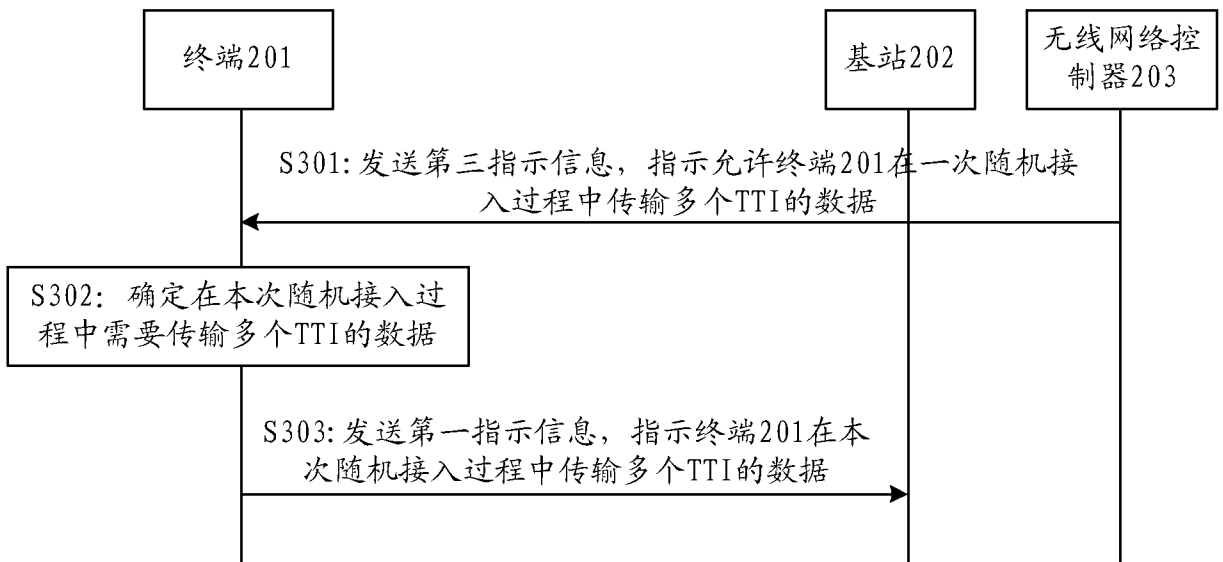 终端201
基站202
无线网络控
制器203
S301:发送第三指示信息，指示允许终端201在一次随机接
入过程中传输多个TTI的数据
S302：确定在本次随机接入过
程中需要传输多个TTI的数据
S303:发送第一指示信息，指示终端201在本
次随机接入过程中传输多个TTI的数据